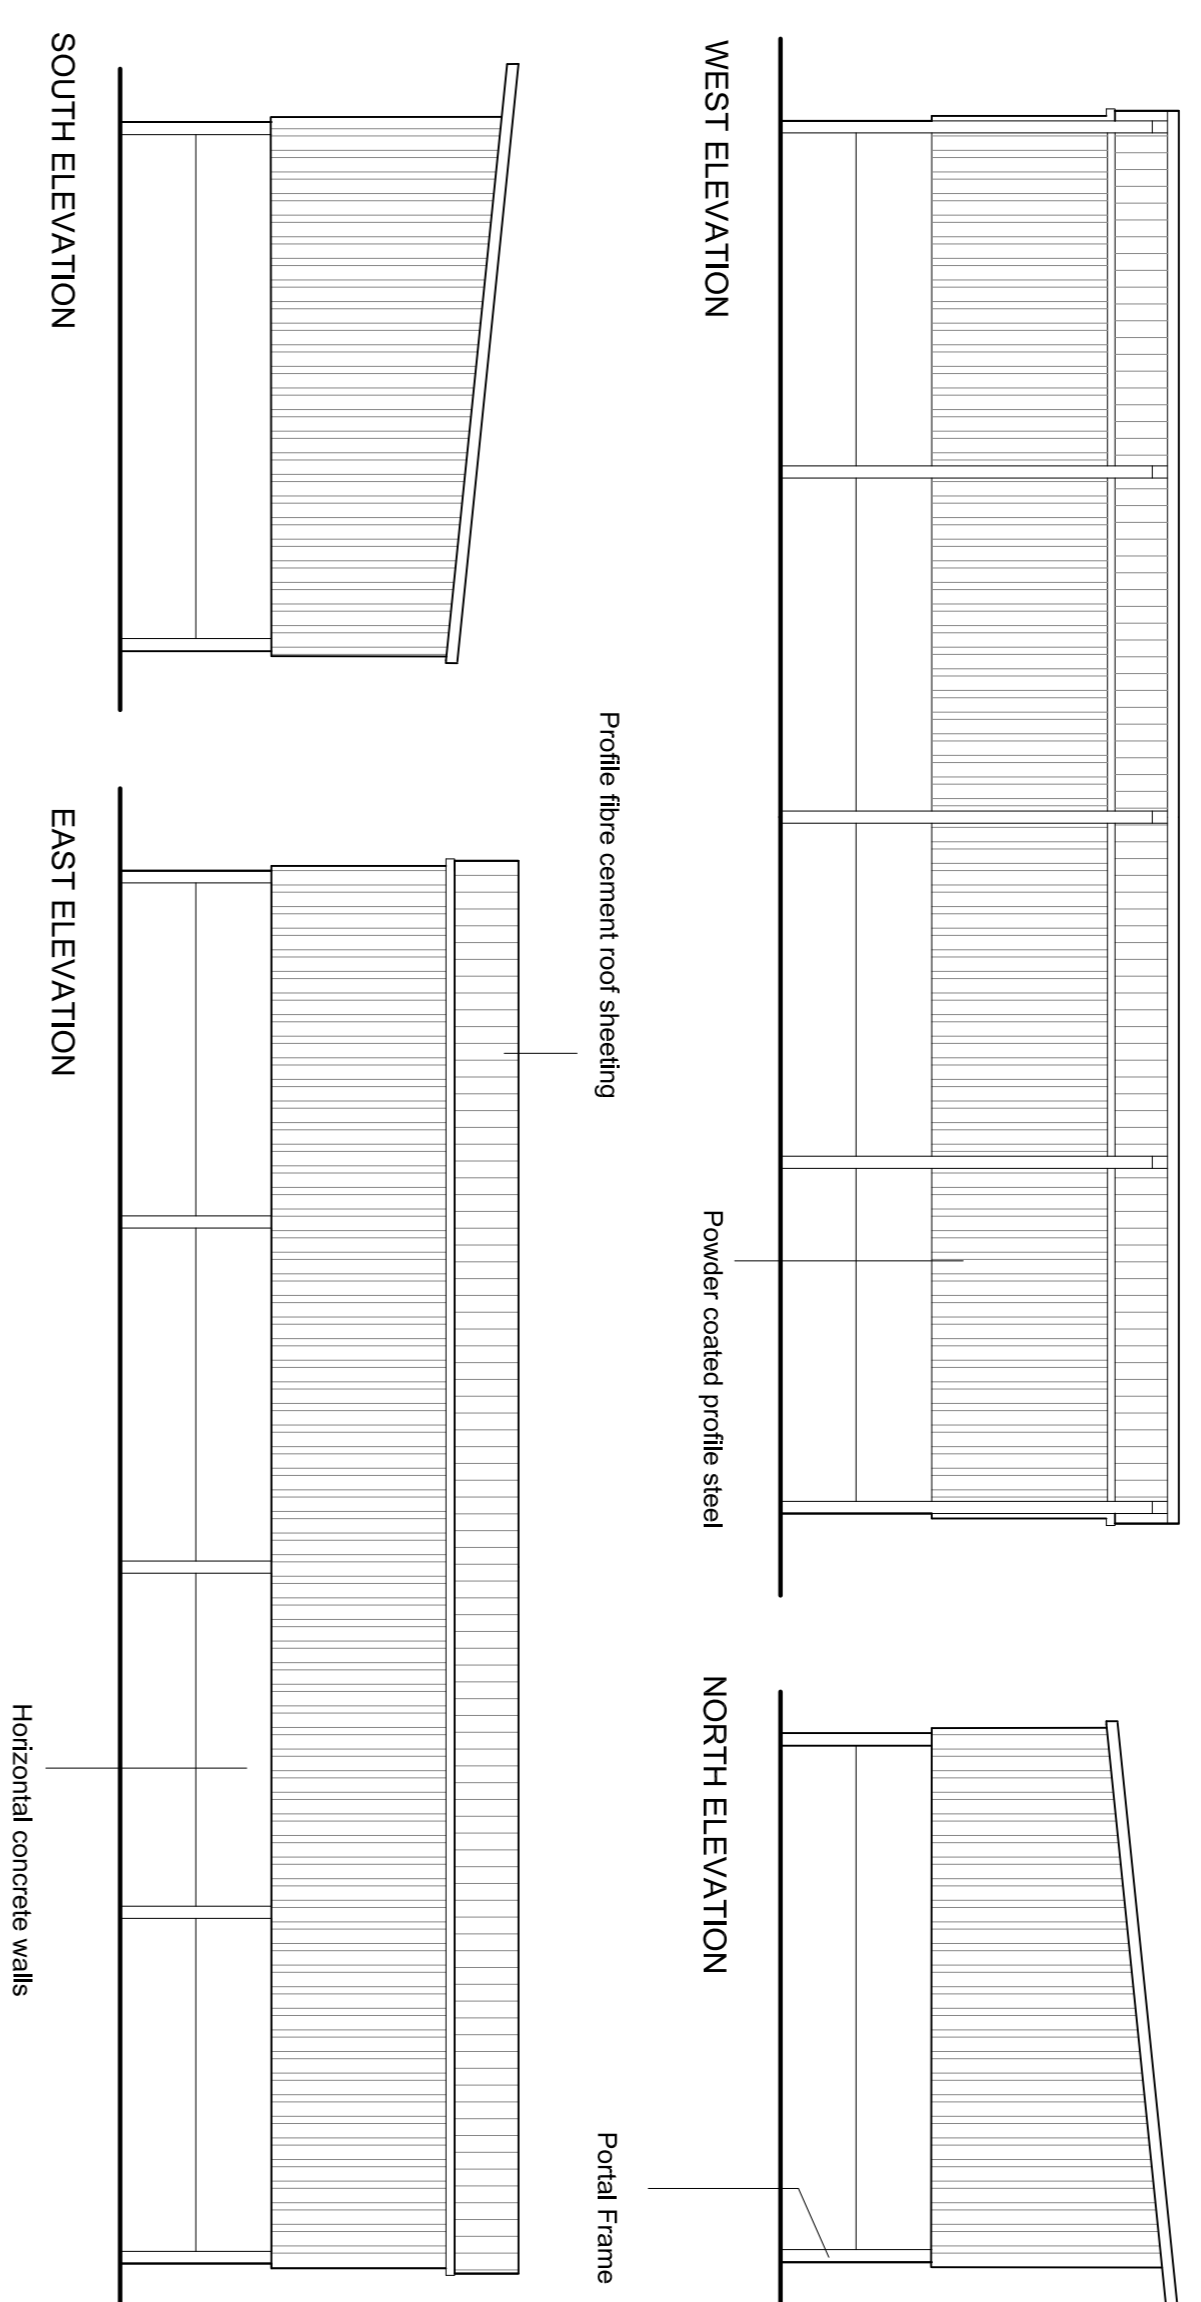 WEST ELEVATION
Powder coated profile steel
NORTH ELEVATION
Profile fibre cement roof sheeting
Portal Frame
SOUTH ELEVATION
EAST ELEVATION
Horizontal concrete walls